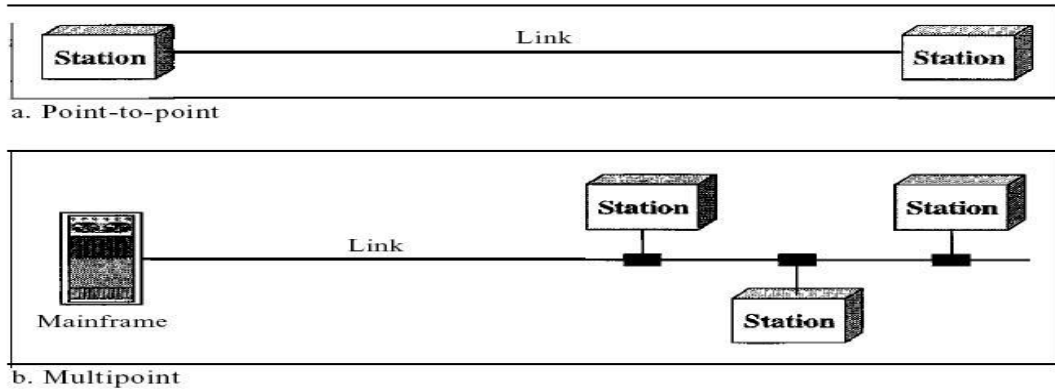 Link
Station
Station
a. Point-to-point
Station
Station
Link
Station
Mainframe
b. Multipoint